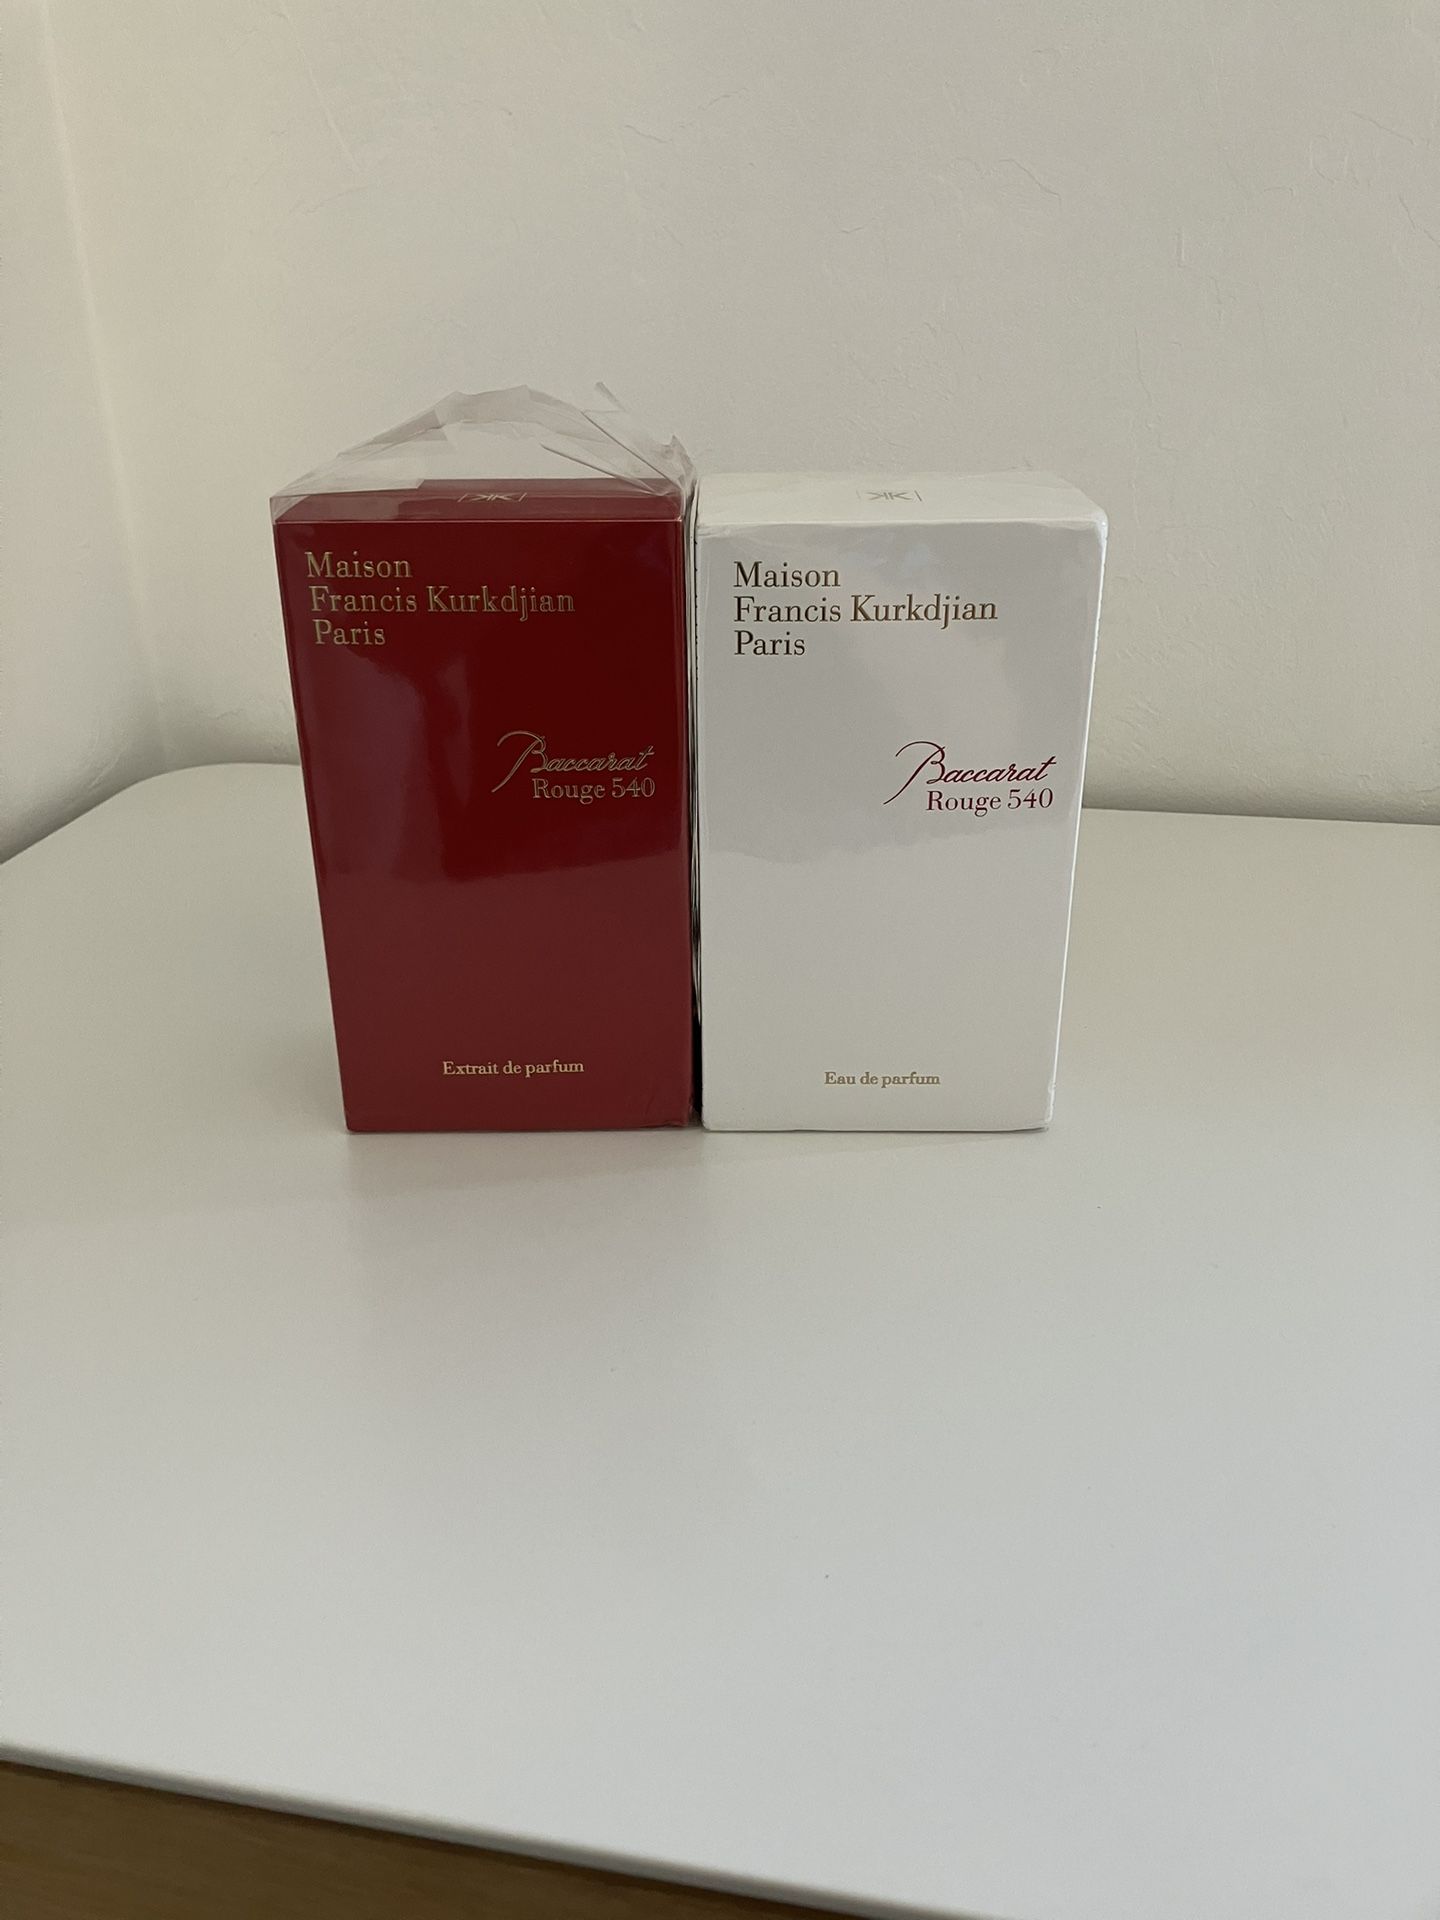 Maison
Francis Kurkdjian
Paris
Baccarat
Rouge 540
Extrait de parfum
Maison
Francis Kurkdjian
Paris
Baccarat
Rouge 540
Eau de parfum